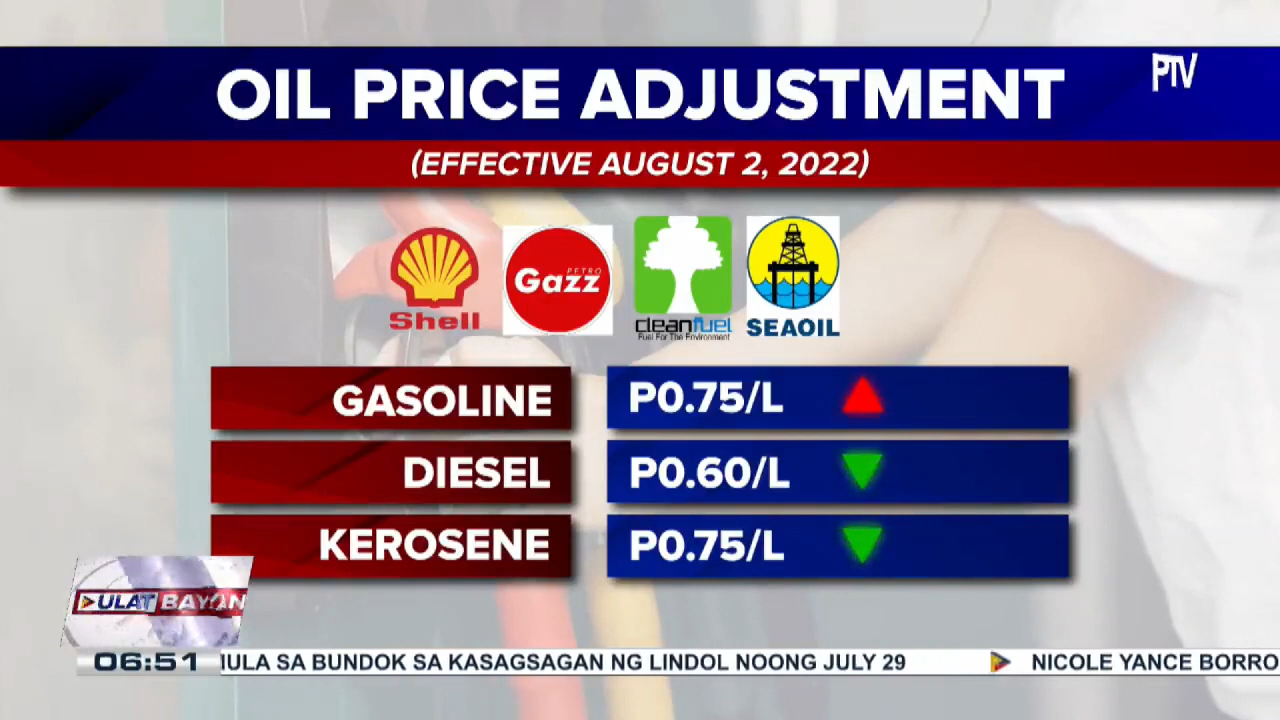 OIL PRICE ADJUSTMENT
PTV
(EFFECTIVE AUGUST 2, 2022)
Shell
PETRO
Gazz
cleanfuel
Fuel For The Environment
SEAOIL
GASOLINE P0.75/L
DIESEL P0.60/L
KEROSENE P0.75/L
ULAT BAYAN
06:51 SA BUNDOK SA KASAGSAGAN NG LINDOL NOONG JULY 29 NICOLE YANCE BORRO